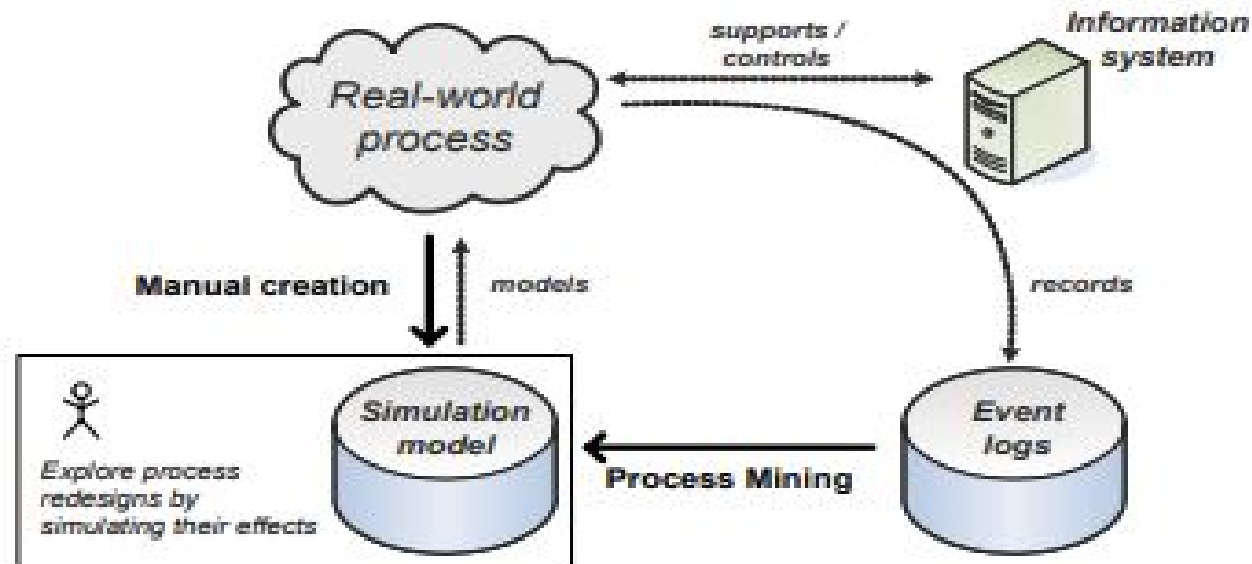 supports /
controls
Information
system
Real-world
process
Manual creation
models
records
Simulation
model
Event
logs
Explore process
redesigns by
simulating their effects
Process Mining